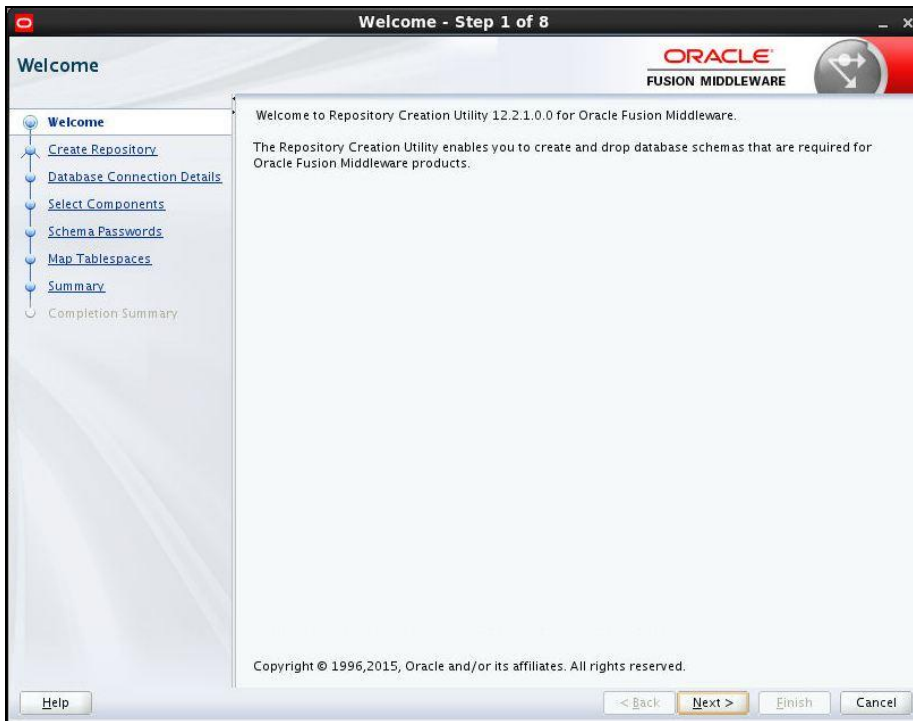 Welcome - Step 1 of 8
Welcome
ORACLE
FUSION MIDDLEWARE
Welcome
Create Repository
Database Connection Details
Select Components
Schema Passwords
Map Tablespaces
Summary
Completion Summary
Welcome to Repository Creation Utility 12.2.1.0.0 for Oracle Fusion Middleware.
The Repository Creation Utility enables you to create and drop database schemas that are required for
Oracle Fusion Middleware products.
Copyright © 1996,2015, Oracle and/or its affiliates. All rights reserved.
Help
< Back
Next >
Finish
Cancel